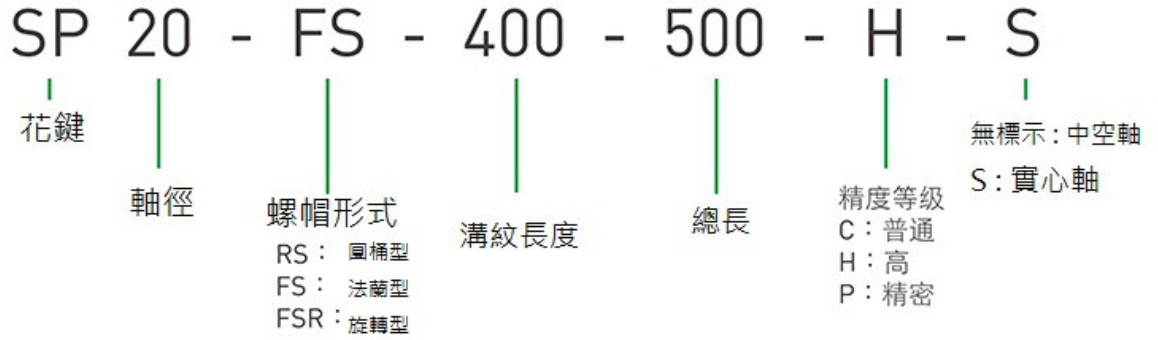 SP 20 - FS - 400 - 500 - H - S
花鍵
軸徑
螺帽形式
RS： 圓桶型
FS： 法蘭型
FSR：旋轉型
溝紋長度
總長
精度等级
C：普通
H：高
P：精密
無標示：中空軸
S：實心軸